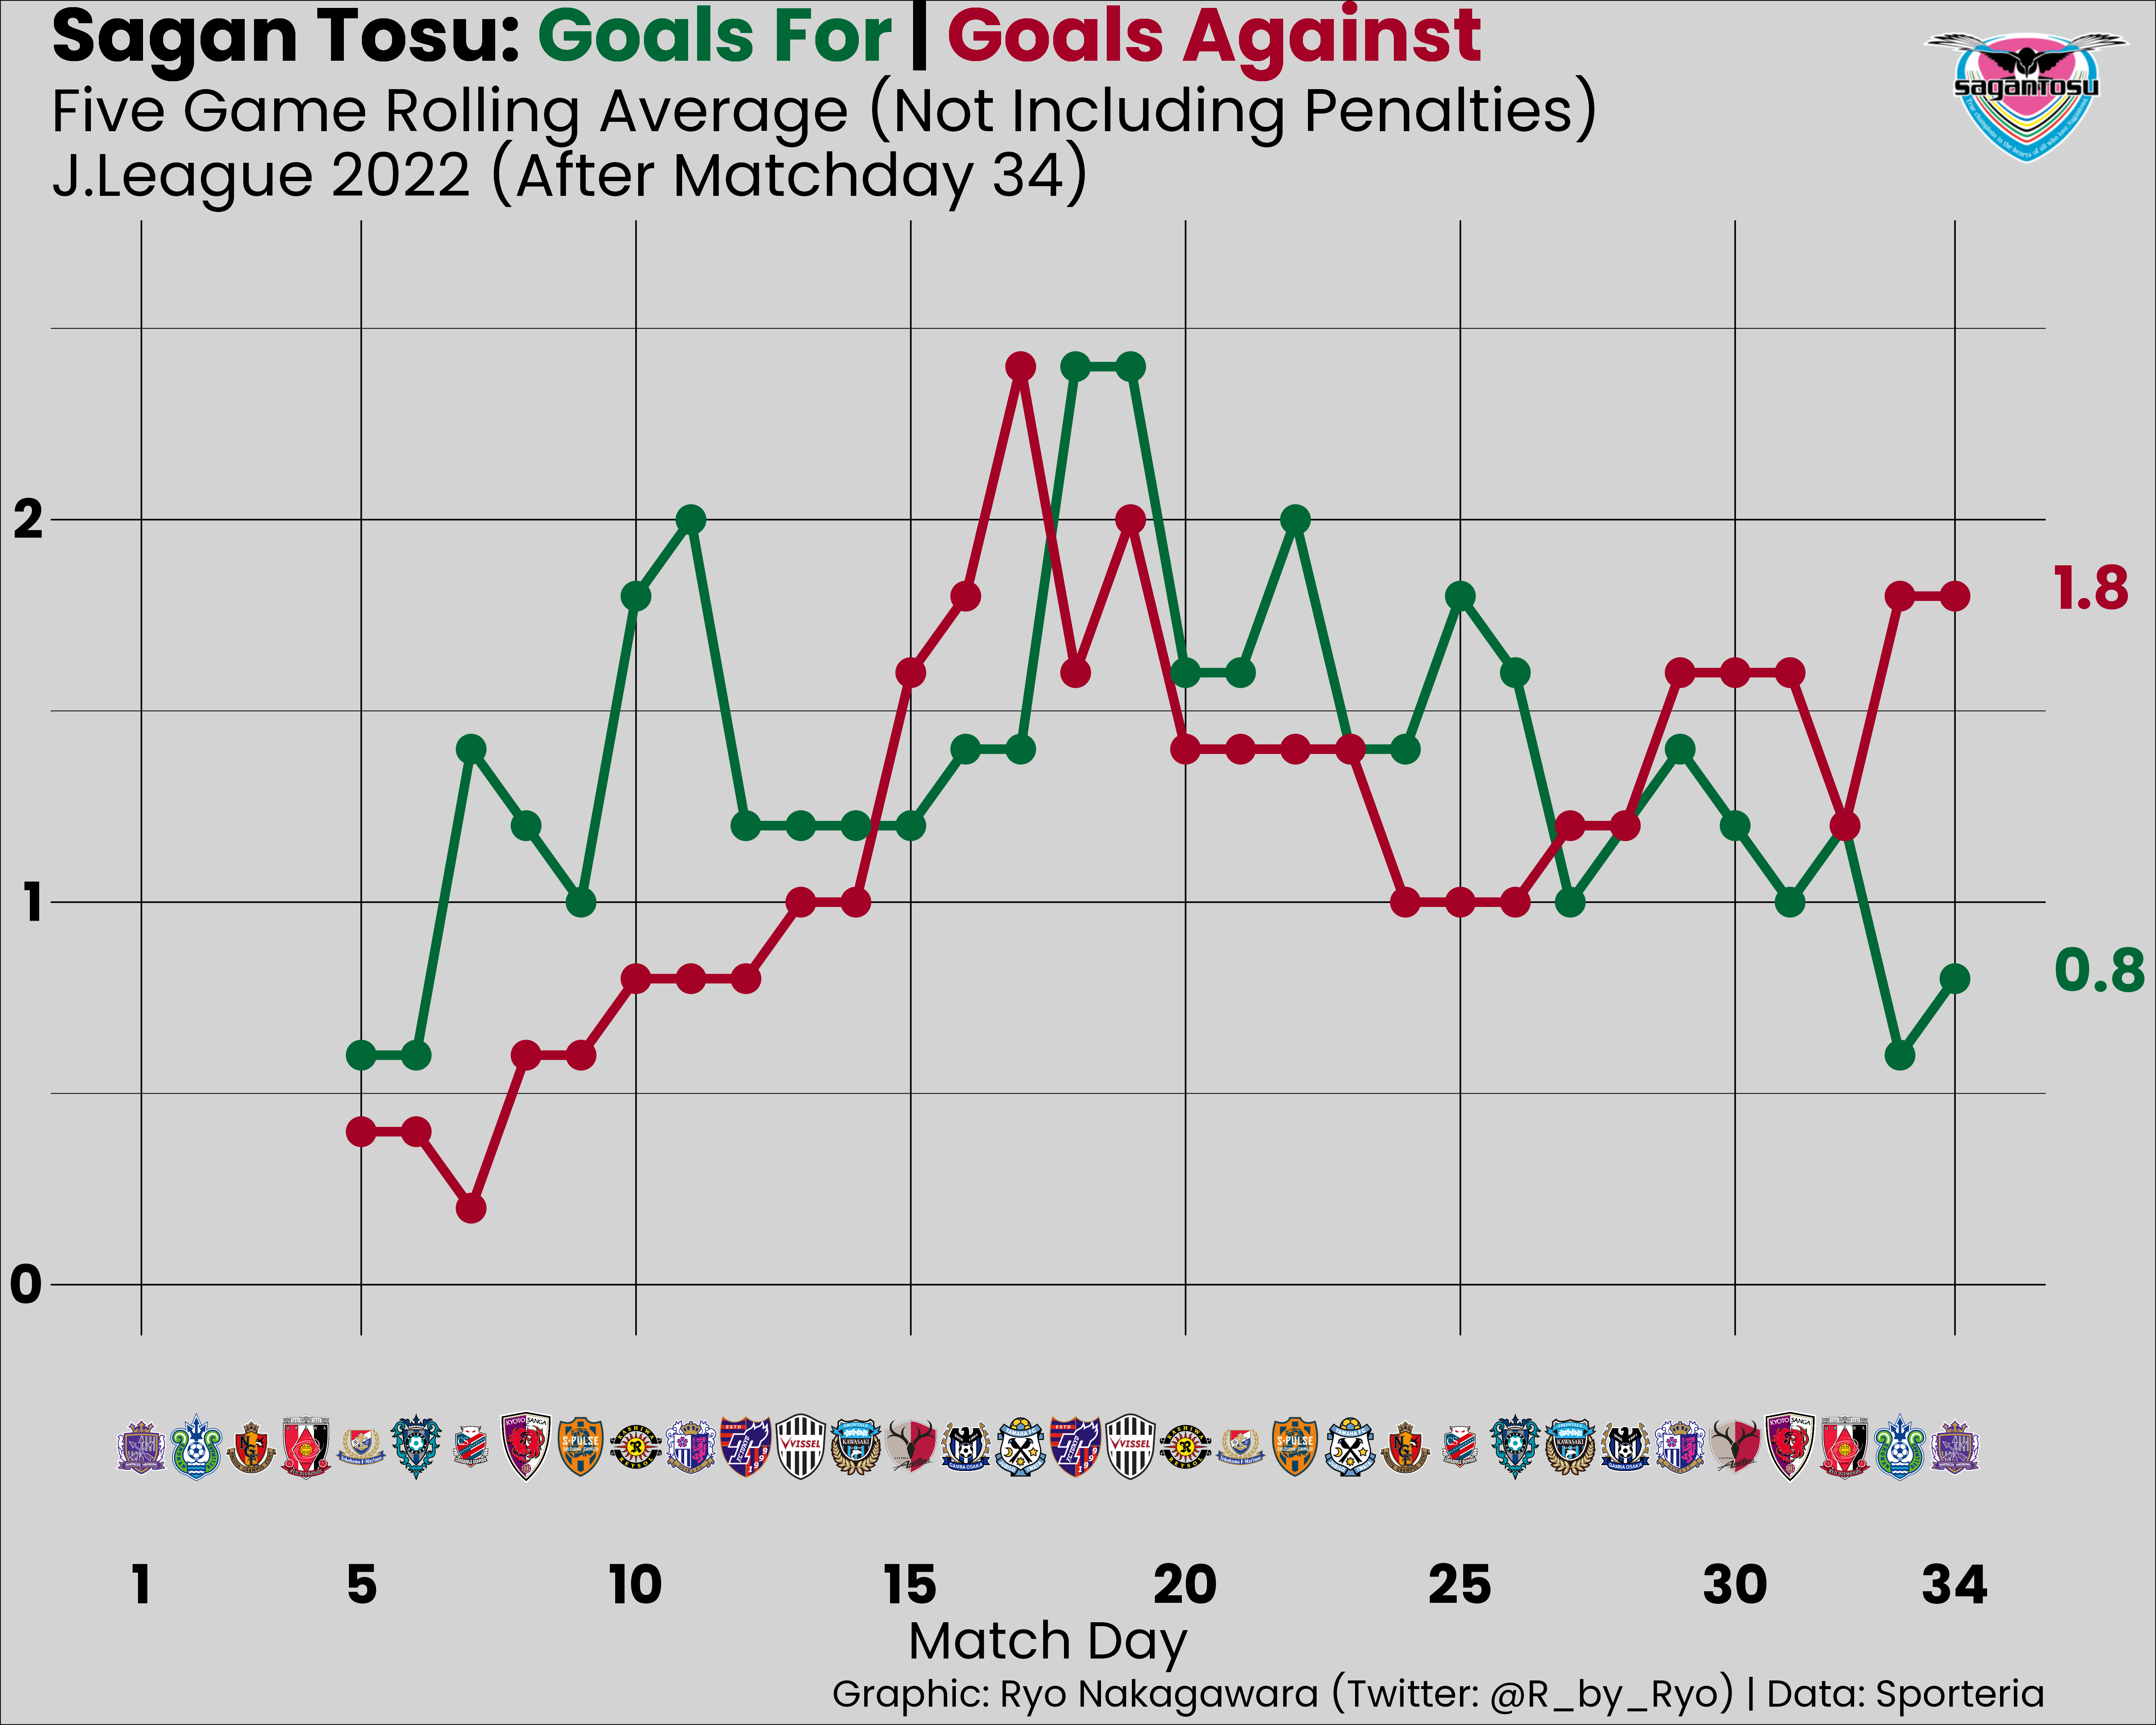 Sagan Tosu: Goals For | Goals Against
Five Game Rolling Average (Not Including Penalties)
J.League 2022 (After Matchday 34)
saganTosu
2
1.8
1
0.8
0
1
5
10
15
20
25
30
34
Match Day
Graphic: Ryo Nakagawara (Twitter: @R_by_Ryo) | Data: Sporteria